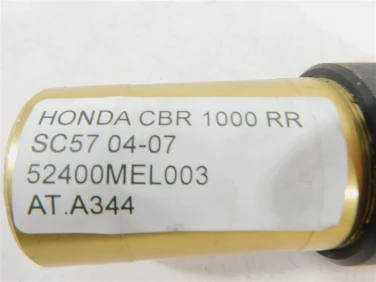 HONDA CBR 1000 RR
SC57 04-07
52400MEL003
AT.A344